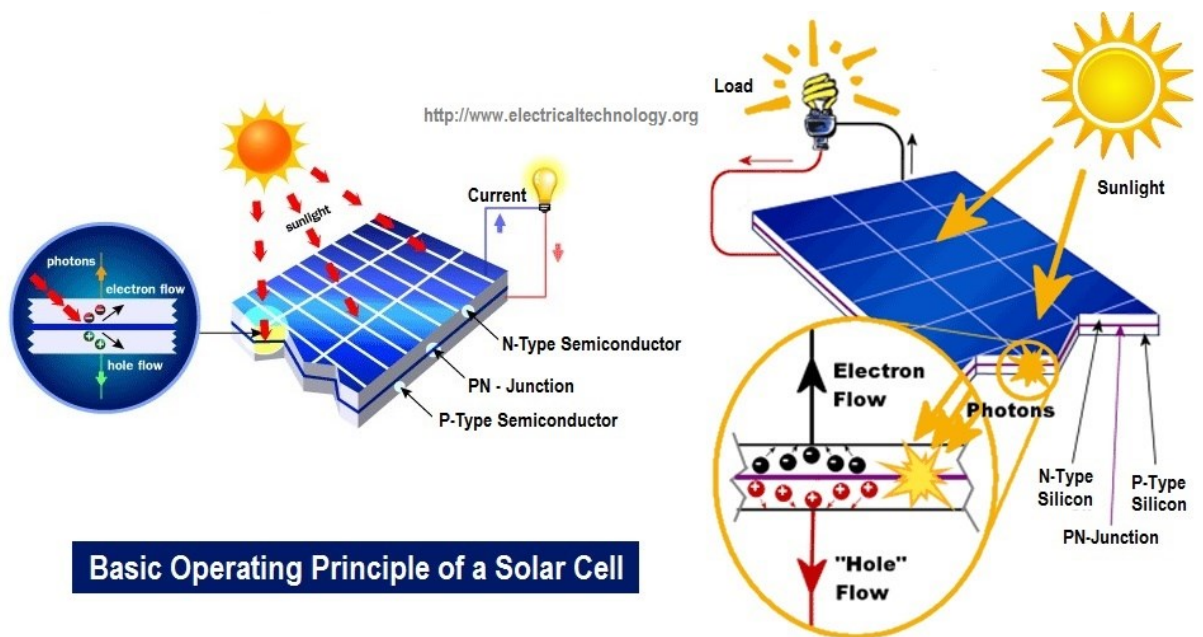 http://www.electricaltechnology.org
Current
sunlight
photons
electron flow
hole flow
N-Type Semiconductor
PN - Junction
P-Type Semiconductor
Basic Operating Principle of a Solar Cell
Load
Sunlight
Electron
Flow
Photons
"Hole"
Flow
N-Type
Silicon
P-Type
Silicon
PN-Junction